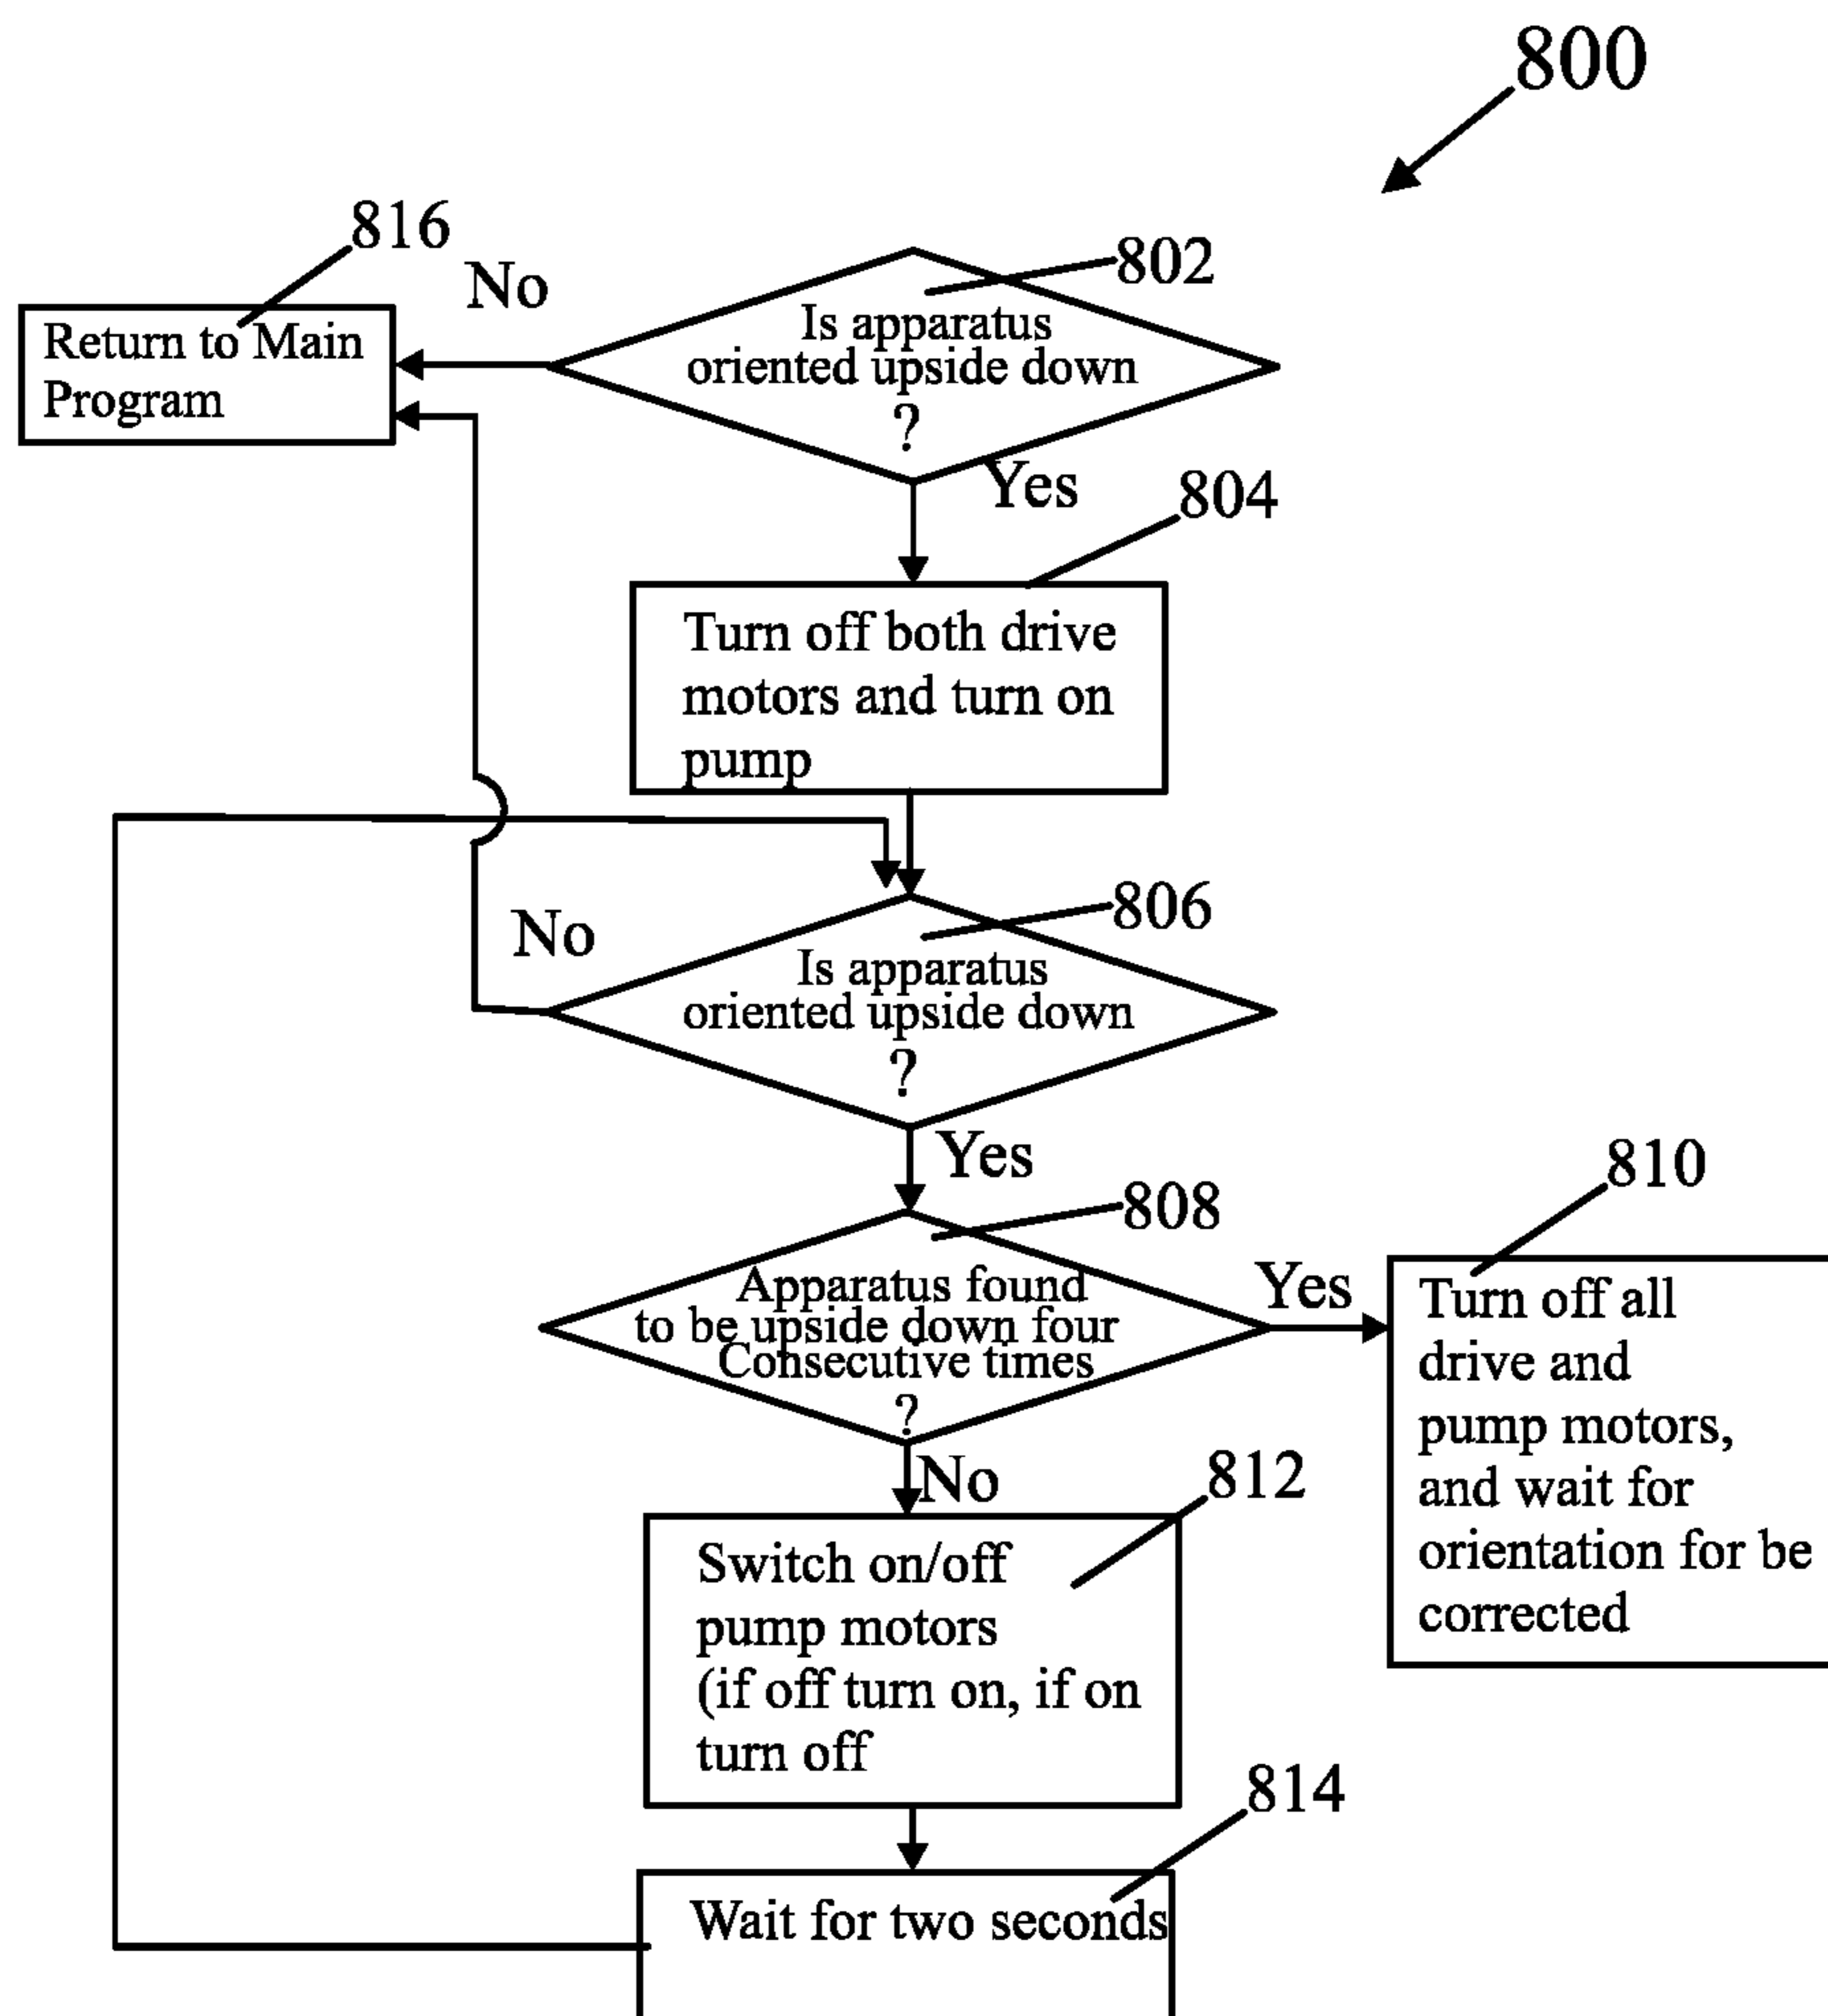 800
816
No
802
Return to Main
Program
Is apparatus
oriented upside down
?
Yes
804
Turn off both drive
motors and turn on
pump
No
806
Is apparatus
oriented upside down
?
Yes
808
810
Apparatus found
to be upside down four
Consecutive times
?
Yes
Turn off all
drive and
pump motors,
and wait for
orientation for be
corrected
No
812
Switch on/off
pump motors
(if off turn on, if on
turn off
814
Wait for two seconds